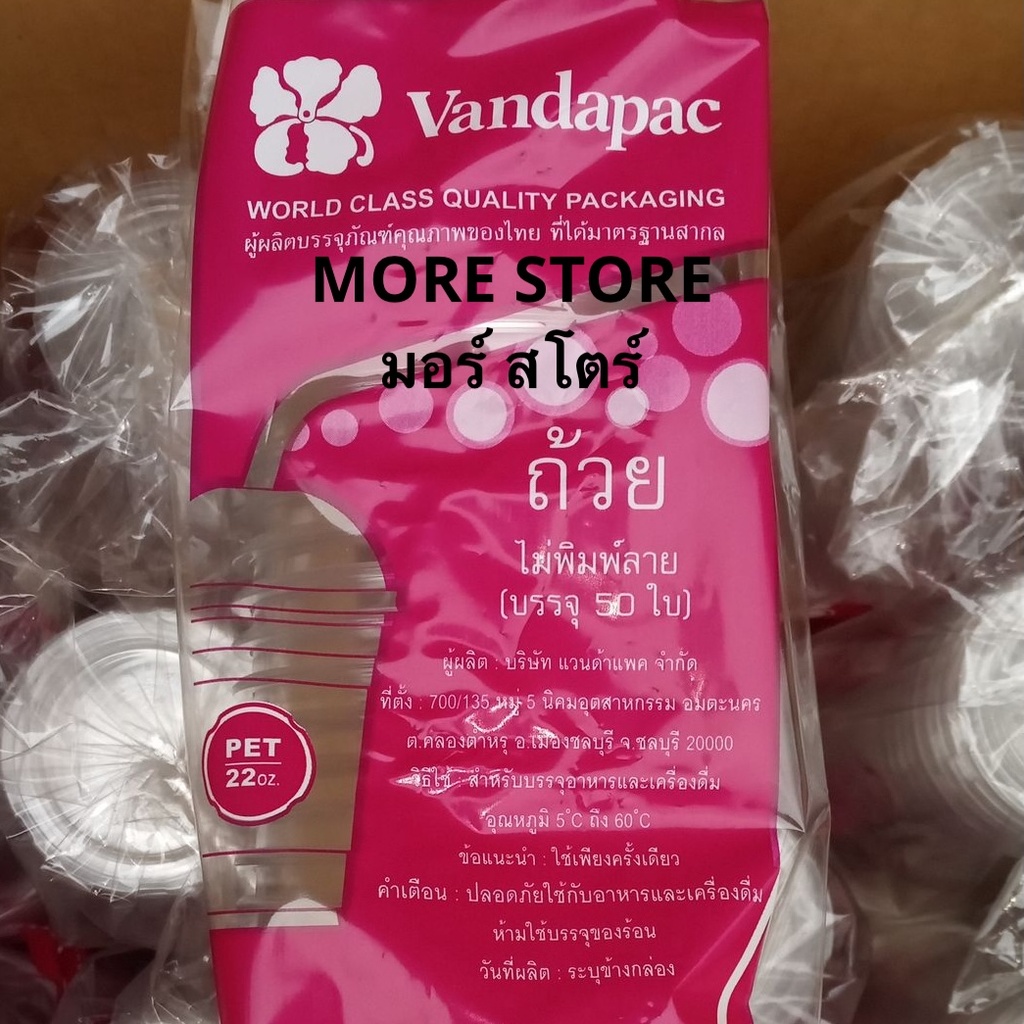 Vandapac
WORLD CLASS QUALITY PACKAGING
ผู้ผลิตบรรจุภัณฑ์คุณภาพของไทย ที่ได้มาตรฐานสากล
MORE STORE
มอร์ สโตร์
ถ้วย
ไม่พิมพ์ลาย
(บรรจุ 50 ใบ)
ผู้ผลิต : บริษัท แวนด้าแพค จำกัด
ที่ตั้ง : 700/135 หมู่ 5 นิคมอุตสาหกรรม อมตะนคร
ต.คลองตำหรุ อ.เมืองชลบุรี จ.ชลบุรี 20000
วิธีใช้ : สำหรับบรรจุอาหารและเครื่องดื่ม
อุณหภูมิ 5°C ถึง 60°C
ข้อแนะนำ : ใช้เพียงครั้งเดียว
คำเตือน : ปลอดภัยใช้กับอาหารและเครื่องดื่ม
ห้ามใช้บรรจุของร้อน
วันที่ผลิต : ระบุข้างกล่อง
PET
22 OZ.